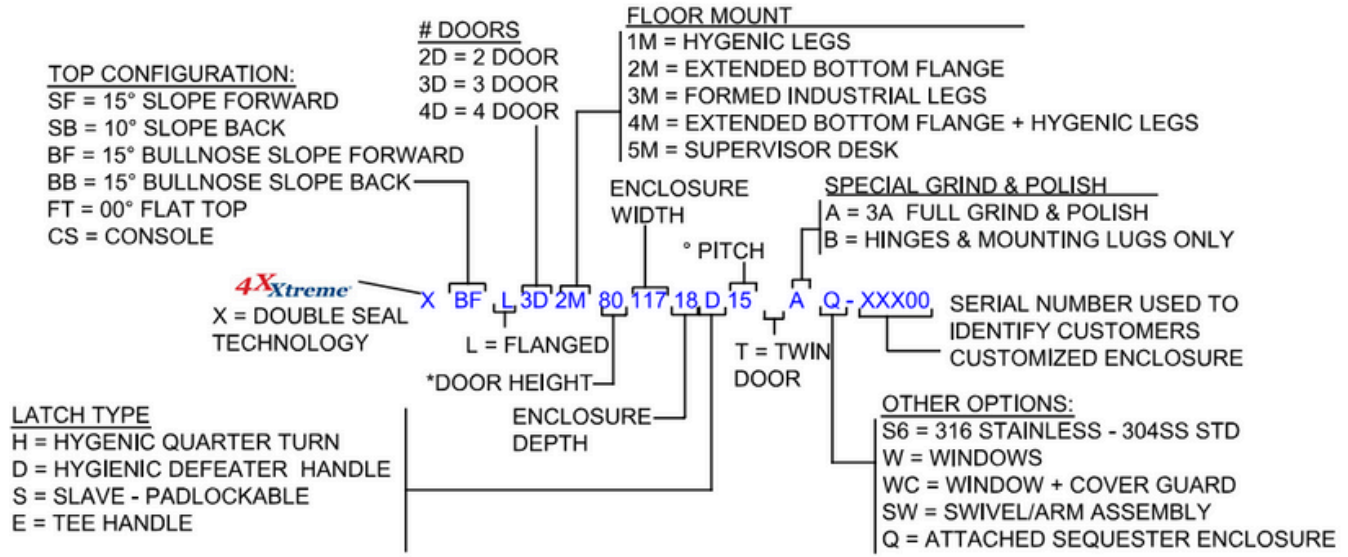 FLOOR MOUNT
1M = HYGENIC LEGS
2M = EXTENDED BOTTOM FLANGE
3M = FORMED INDUSTRIAL LEGS
4M = EXTENDED BOTTOM FLANGE + HYGENIC LEGS
5M = SUPERVISOR DESK
# DOORS
2D = 2 DOOR
3D = 3 DOOR
4D = 4 DOOR
TOP CONFIGURATION:
SF = 15° SLOPE FORWARD
SB = 10° SLOPE BACK
BF = 15° BULLNOSE SLOPE FORWARD
BB = 15° BULLNOSE SLOPE BACK
FT = 00° FLAT TOP
CS = CONSOLE
ENCLOSURE
WIDTH
° PITCH
SPECIAL GRIND & POLISH
A = 3A FULL GRIND & POLISH
B = HINGES & MOUNTING LUGS ONLY
4XXtreme
X = DOUBLE SEAL
TECHNOLOGY
X BF L 3D 2M 80 117 18 D 15 A Q - XXX00
SERIAL NUMBER USED TO
IDENTIFY CUSTOMERS
CUSTOMIZED ENCLOSURE
L = FLANGED
*DOOR HEIGHT
ENCLOSURE
DEPTH
T = TWIN
DOOR
LATCH TYPE
H = HYGENIC QUARTER TURN
D = HYGIENIC DEFEATER HANDLE
S = SLAVE - PADLOCKABLE
E = TEE HANDLE
OTHER OPTIONS:
S6 = 316 STAINLESS - 304SS STD
W = WINDOWS
WC = WINDOW + COVER GUARD
SW = SWIVEL/ARM ASSEMBLY
Q = ATTACHED SEQUESTER ENCLOSURE